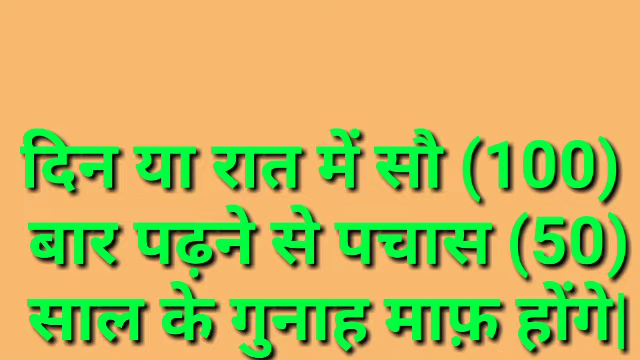 दिन या रात में सौ (100)
बार पढ़ने से पचास (50)
साल के गुनाह माफ़ होंगे|